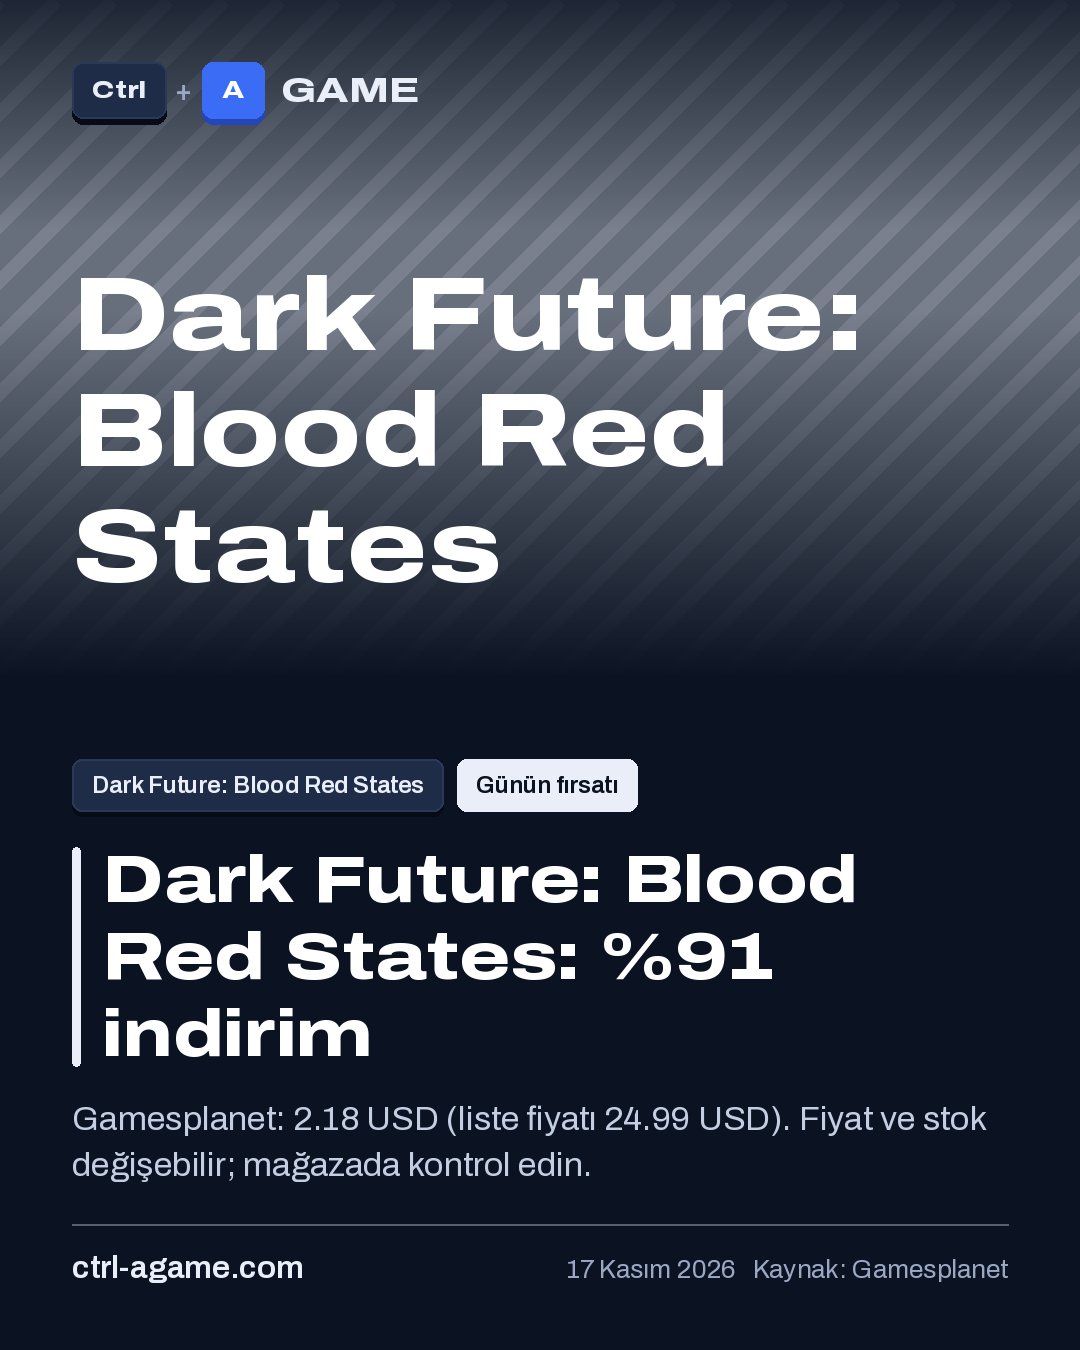 Ctrl + A GAME
Dark Future:
Blood Red
States
Dark Future: Blood Red States Günün fırsatı
Dark Future: Blood
Red States: %91
indirim
Gamesplanet: 2.18 USD (liste fiyatı 24.99 USD). Fiyat ve stok
değişebilir; mağazada kontrol edin.
ctrl-agame.com 17 Kasım 2026 Kaynak: Gamesplanet